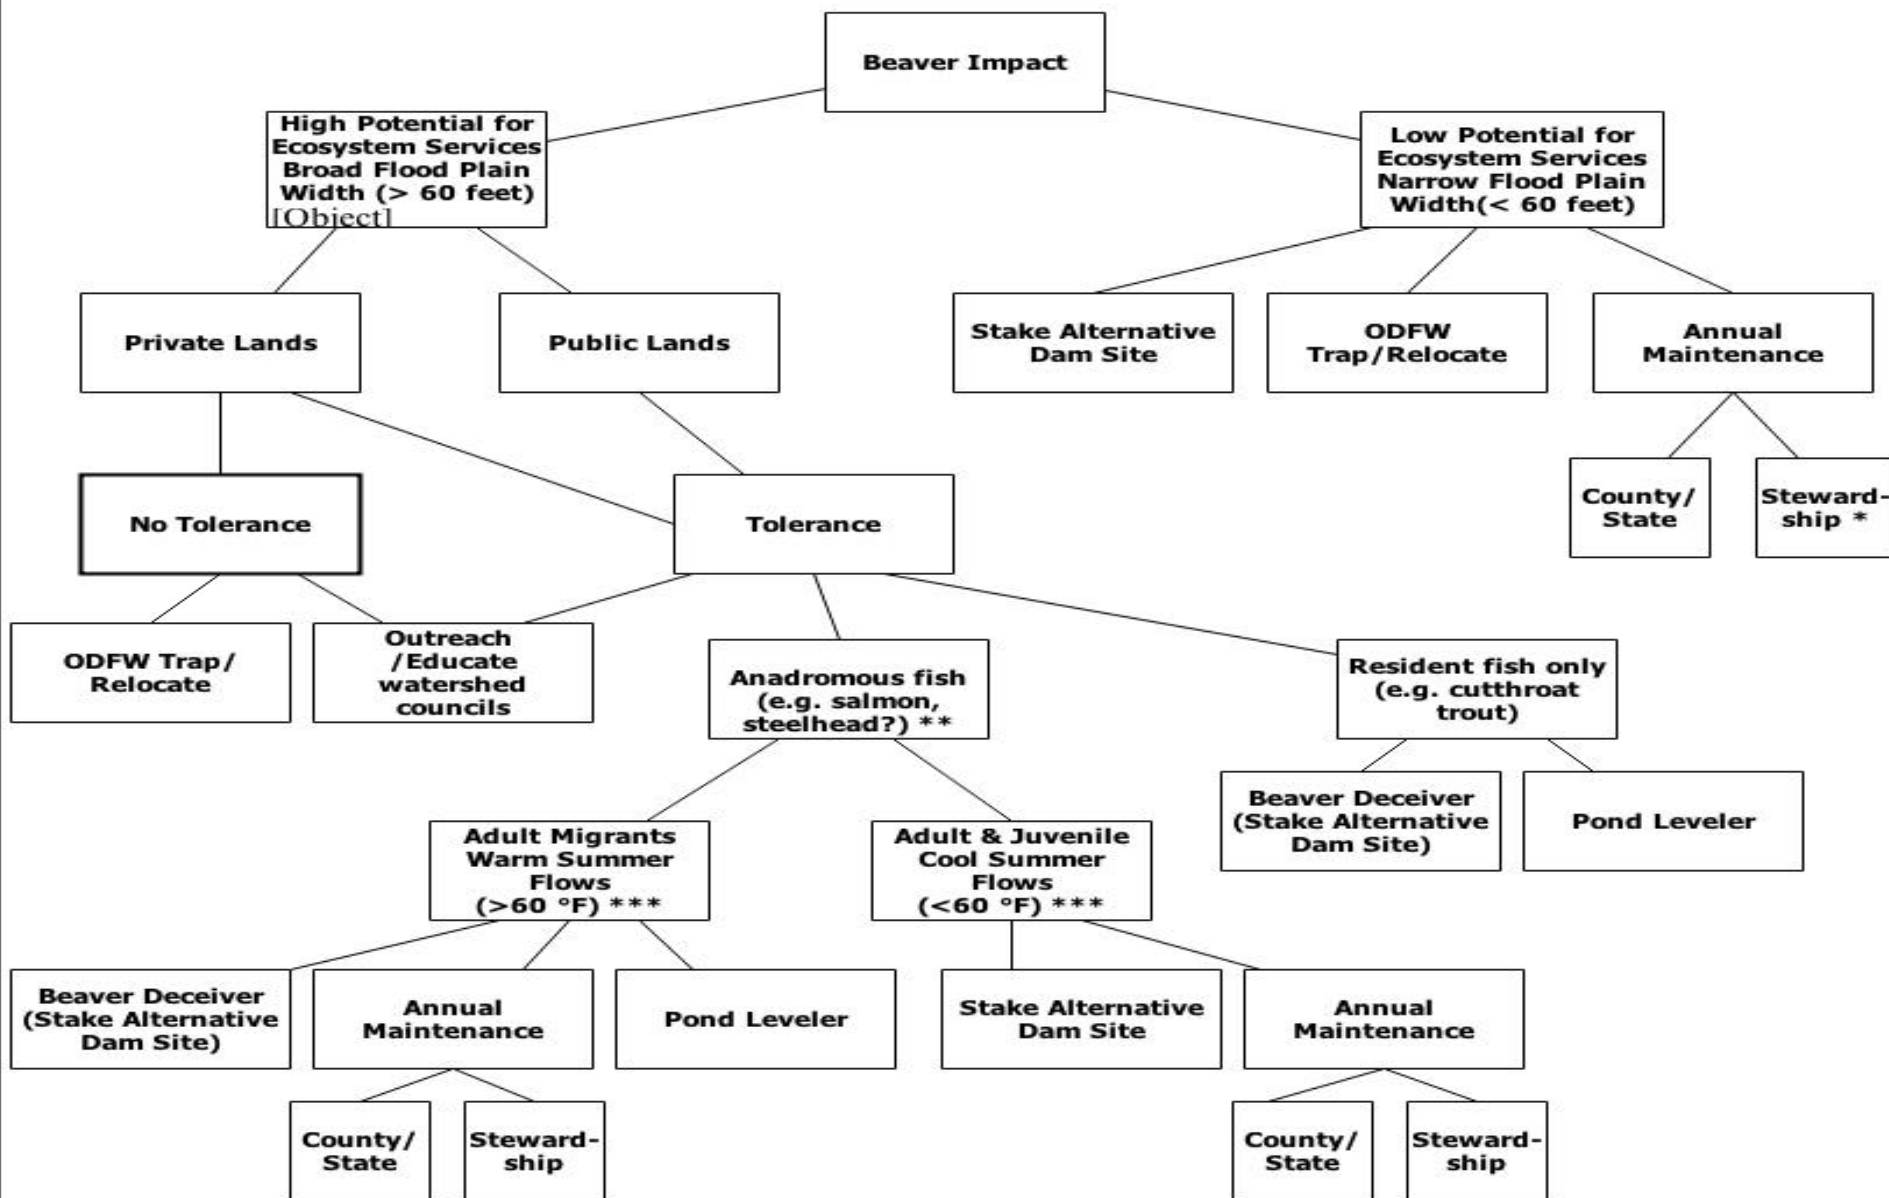 Beaver Impact
High Potential for
Ecosystem Services
Broad Flood Plain
Width (> 60 feet)
[Object]
Low Potential for
Ecosystem Services
Narrow Flood Plain
Width(< 60 feet)
Private Lands
Public Lands
Stake Alternative
Dam Site
ODFW
Trap/Relocate
Annual
Maintenance
No Tolerance
Tolerance
County/
State
Steward-
ship *
ODFW Trap/
Relocate
Outreach
/Educate
watershed
councils
Anadromous fish
(e.g. salmon,
steelhead?) **
Resident fish only
(e.g. cutthroat
trout)
Beaver Deceiver
(Stake Alternative
Dam Site)
Pond Leveler
Adult Migrants
Warm Summer
Flows
(>60 °F) ***
Adult & Juvenile
Cool Summer
Flows
(<60 °F) ***
Beaver Deceiver
(Stake Alternative
Dam Site)
Annual
Maintenance
Pond Leveler
Stake Alternative
Dam Site
Annual
Maintenance
County/
State
Steward-
ship
County/
State
Steward-
ship